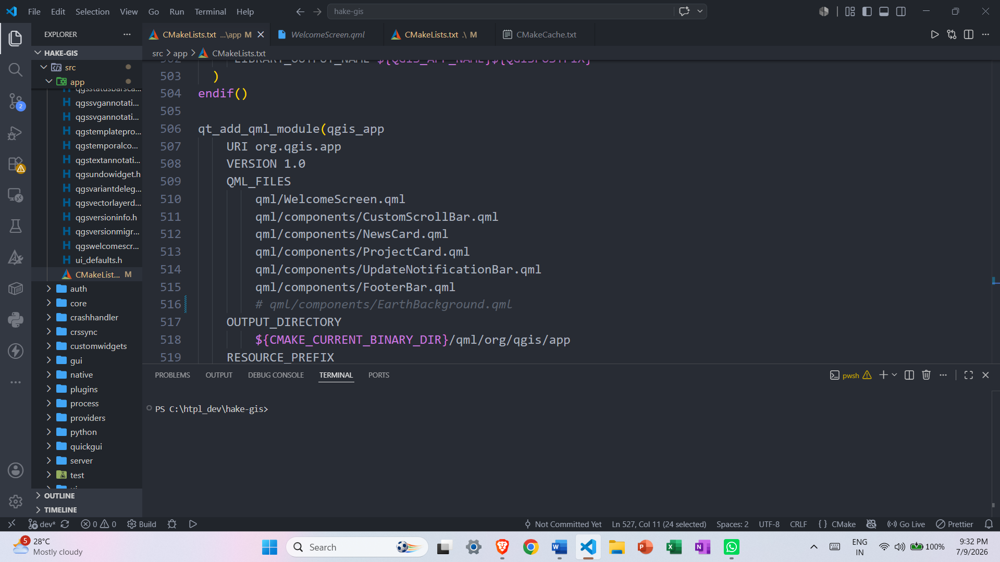 File Edit Selection View Go Run Terminal Help
hake-gis
EXPLORER
HAKE-GIS
src
app
qgsstatusbarsca...
qgssvgannotati...
qgssvgannotati...
qgstemplatepro...
qgstemporalco...
qgstextannotati...
qgsundowidget.h
qgsvariantdeleg...
qgsvectorlayerd...
qgsversioninfo.h
qgsversionmigr...
qgswelcomescr...
ui_defaults.h
CMakeList... M
auth
core
crashhandler
crssync
customwidgets
gui
native
plugins
process
providers
python
quickgui
server
test
ui
OUTLINE
TIMELINE
2
CMakeLists.txt ...\app M
WelcomeScreen.qml
CMakeLists.txt .\ M
CMakeCache.txt
src > app > CMakeLists.txt
502 LIBRARY_OUTPUT_NAME ${QGIS_APP_NAME}${QGISPOSTFIX}
503 )
504 endif()
505
506 qt_add_qml_module(qgis_app
507 URI org.qgis.app
508 VERSION 1.0
509 QML_FILES
510 qml/WelcomeScreen.qml
511 qml/components/CustomScrollBar.qml
512 qml/components/NewsCard.qml
513 qml/components/ProjectCard.qml
514 qml/components/UpdateNotificationBar.qml
515 qml/components/FooterBar.qml
516 # qml/components/EarthBackground.qml
517 OUTPUT_DIRECTORY
518 ${CMAKE_CURRENT_BINARY_DIR}/qml/org/qgis/app
519 RESOURCE_PREFIX
PROBLEMS OUTPUT DEBUG CONSOLE TERMINAL PORTS
pwsh
PS C:\htpl_dev\hake-gis>
dev* 0 0 Build
Not Committed Yet Ln 527, Col 11 (24 selected) Spaces: 2 UTF-8 CRLF {} CMake Go Live Prettier
5
28°C
Mostly cloudy
Search
ENG
IN
100%
9:32 PM
7/9/2026